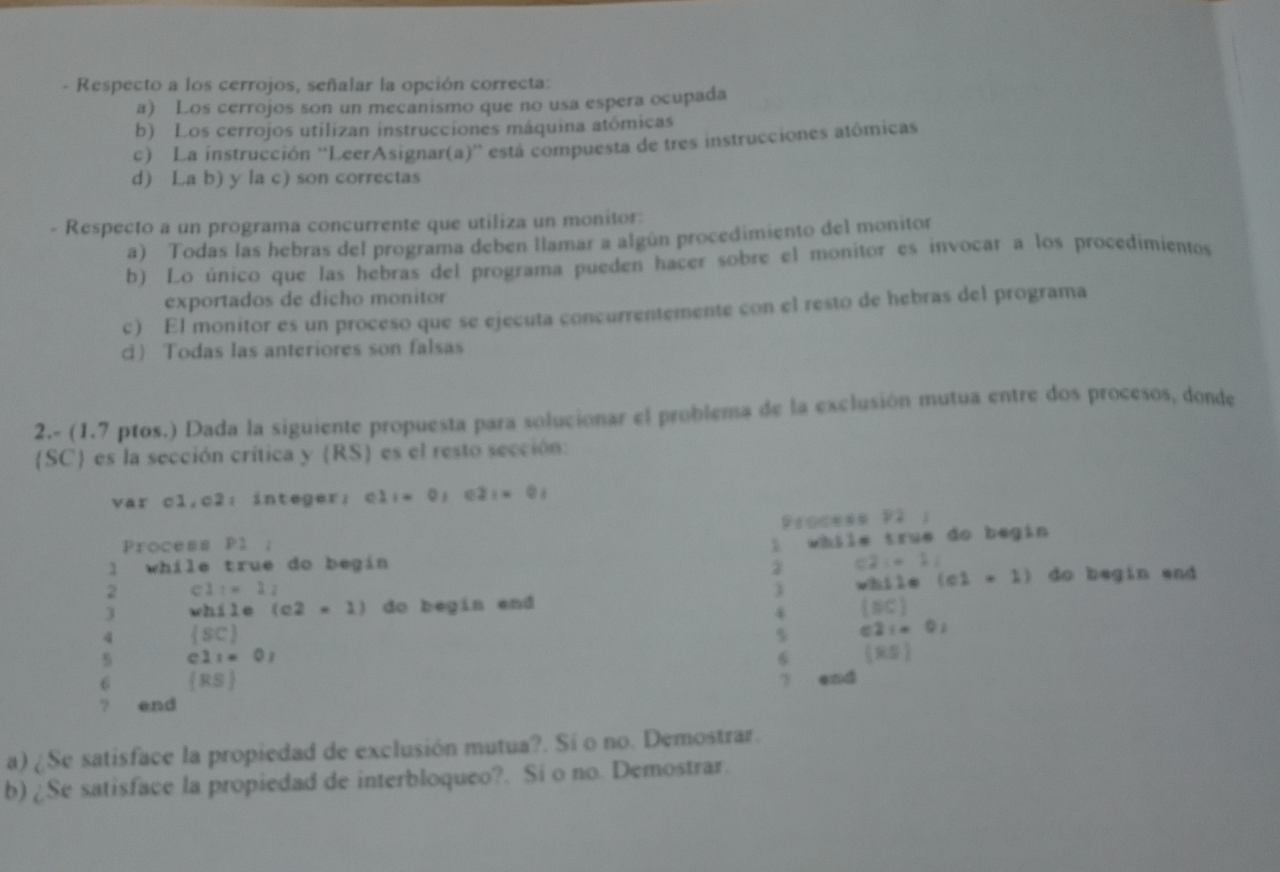 - Respecto a los cerrojos, señalar la opción correcta:
a) Los cerrojos son un mecanismo que no usa espera ocupada
b) Los cerrojos utilizan instrucciones máquina atómicas
c) La instrucción "LeerAsignar(a)" está compuesta de tres instrucciones atómicas
d) La b) y la c) son correctas
- Respecto a un programa concurrente que utiliza un monitor:
a) Todas las hebras del programa deben llamar a algún procedimiento del monitor
b) Lo único que las hebras del programa pueden hacer sobre el monitor es invocar a los procedimientos
exportados de dicho monitor
c) El monitor es un proceso que se ejecuta concurrentemente con el resto de hebras del programa
d) Todas las anteriores son falsas
2.- (1.7 ptos.) Dada la siguiente propuesta para solucionar el problema de la exclusión mutua entre dos procesos, donde
{SC} es la sección crítica y {RS} es el resto sección:
var c1,c2: integer; c1:= 0; c2:= 0;
Process P1 ;
1 while true do begin
2 c1:= 1;
3 while (c2 = 1) do begin end
4 {SC}
5 c1:= 0;
6 {RS}
7 end
Process P2 ;
1 while true do begin
2 c2:= 1;
3 while (c1 = 1) do begin end
4 {SC}
5 c2:= 0;
6 {RS}
7 end
a) ¿Se satisface la propiedad de exclusión mutua?. Sí o no. Demostrar.
b) ¿Se satisface la propiedad de interbloqueo?. Sí o no. Demostrar.